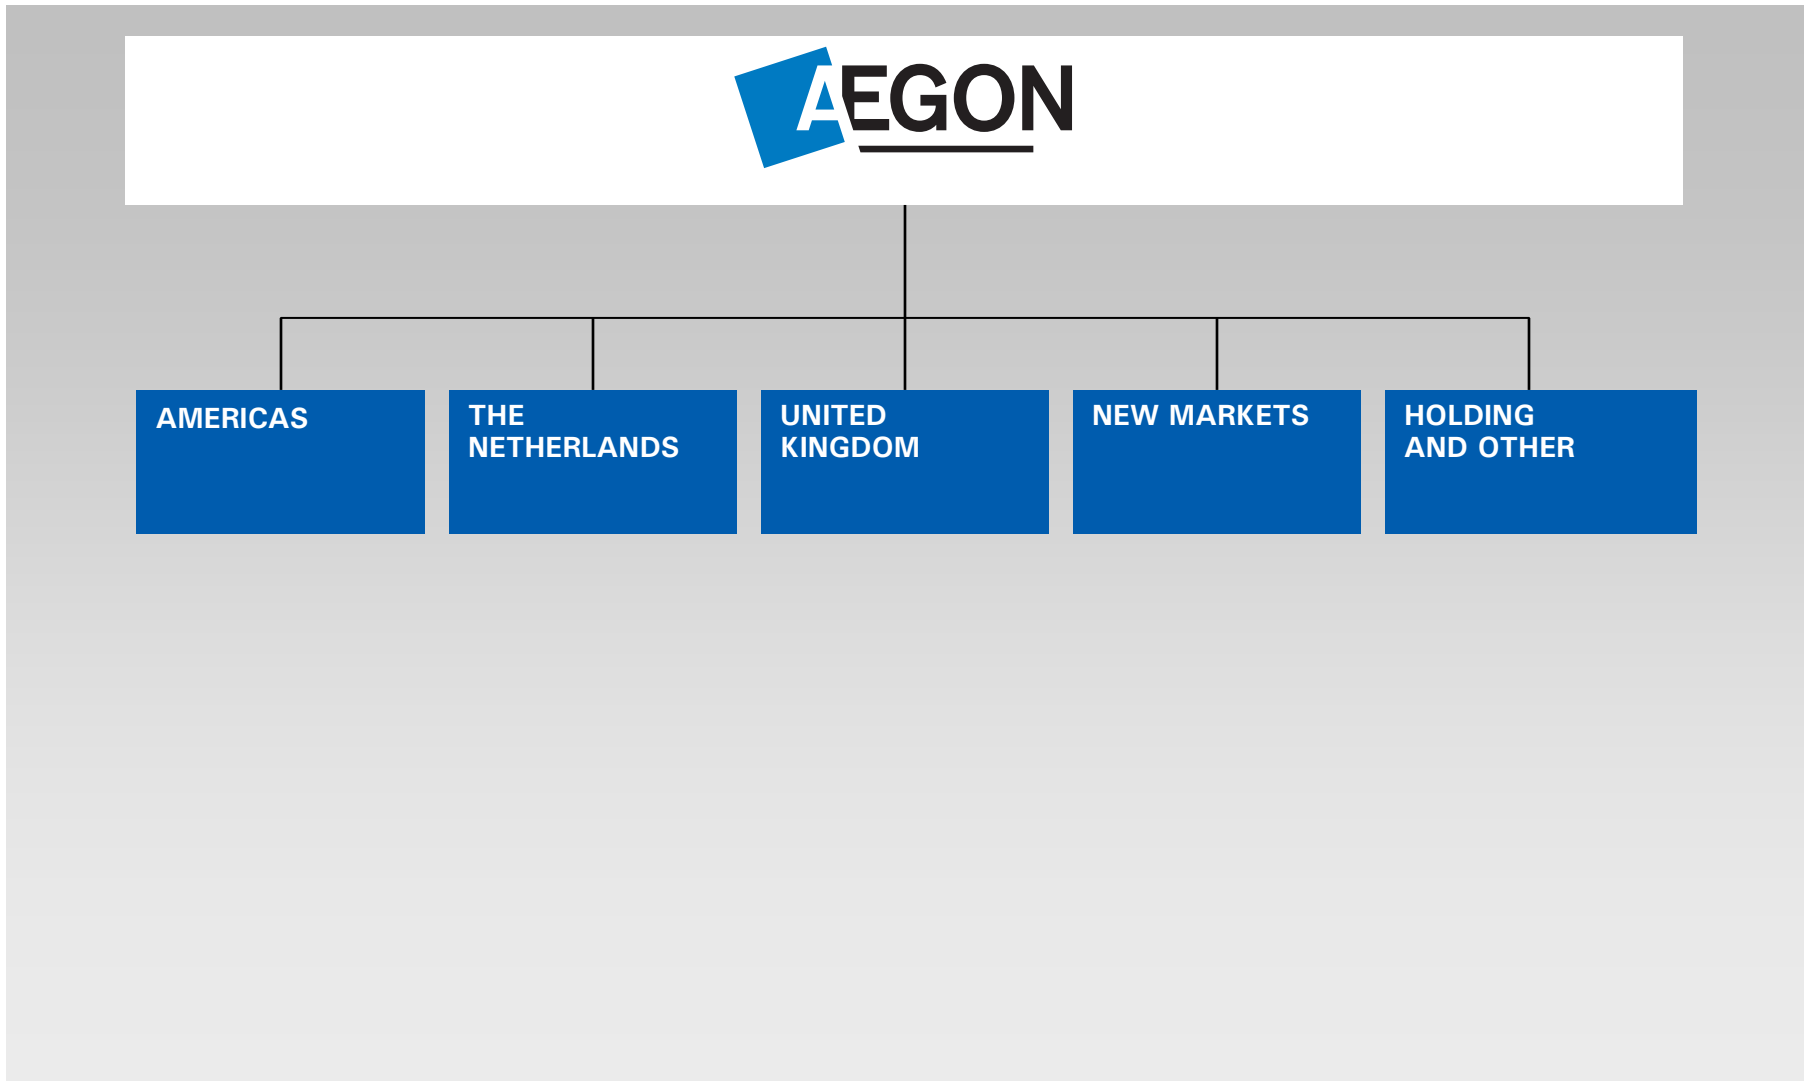 AEGON
AMERICAS
THE
NETHERLANDS
UNITED
KINGDOM
NEW MARKETS
HOLDING
AND OTHER